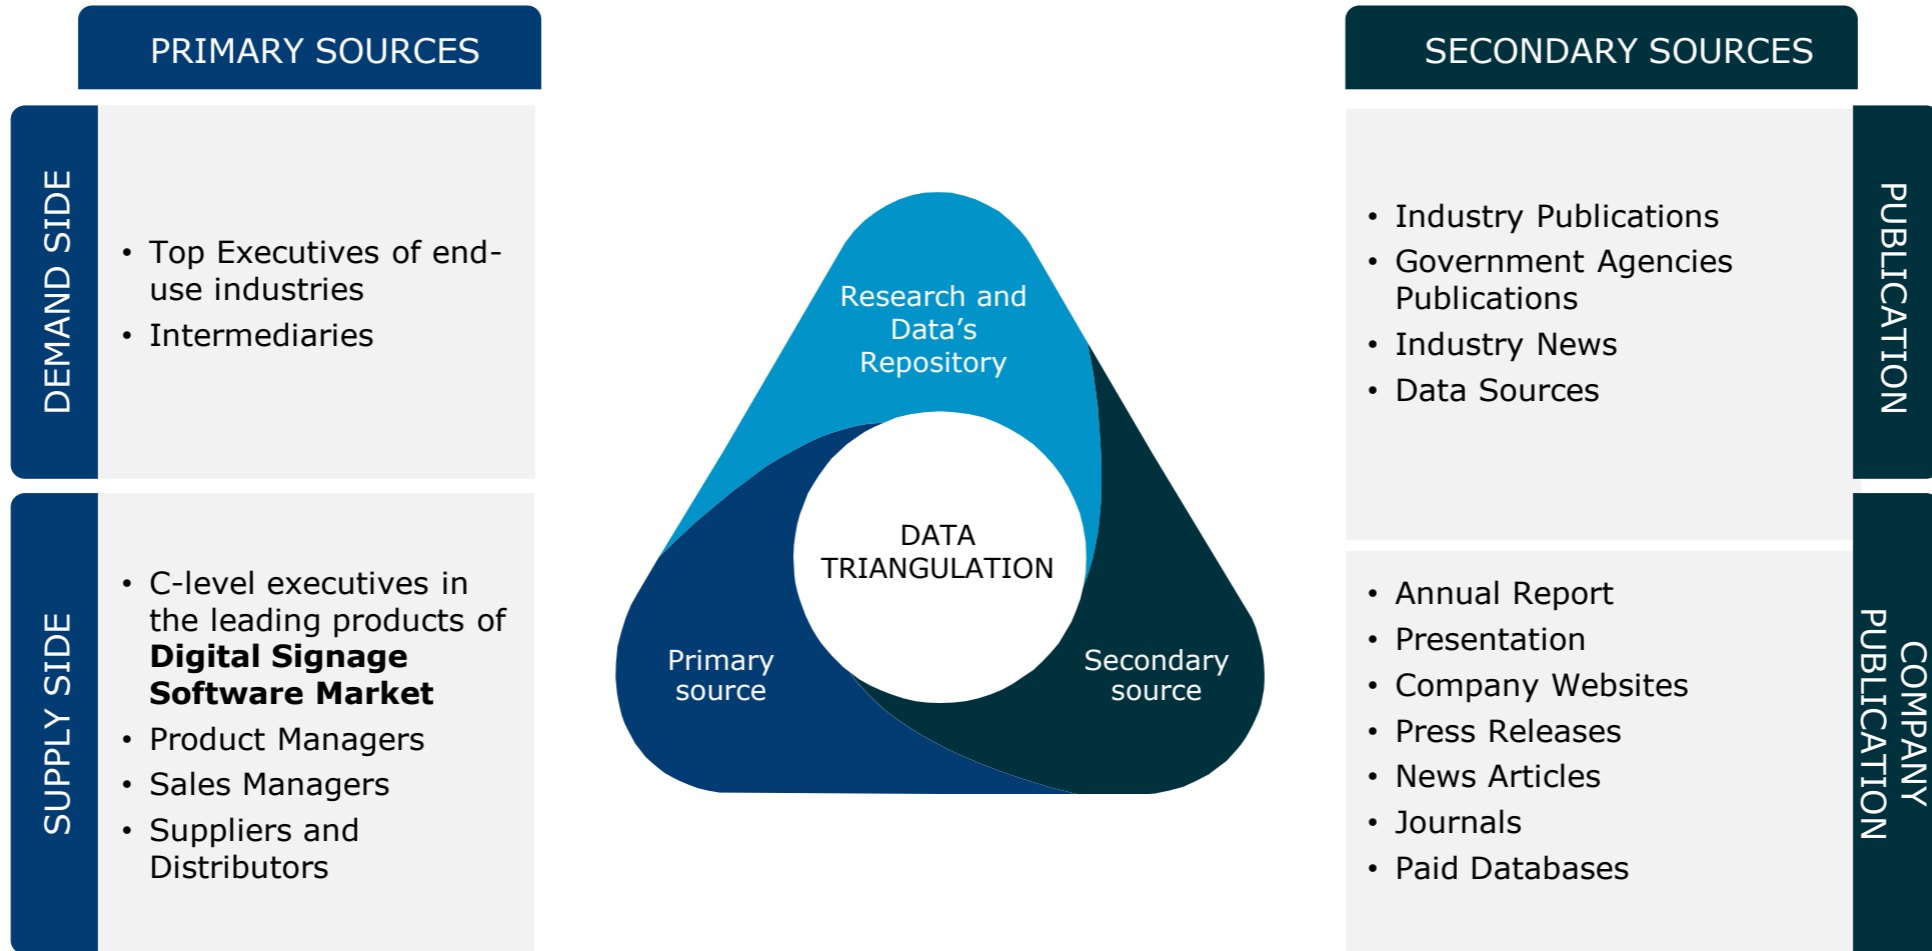 PRIMARY SOURCES
DEMAND SIDE
• Top Executives of end-
use industries
• Intermediaries
SUPPLY SIDE
• C-level executives in
the leading products of
Digital Signage
Software Market
• Product Managers
• Sales Managers
• Suppliers and
Distributors
Research and
Data’s
Repository
DATA
TRIANGULATION
Primary
source
Secondary
source
SECONDARY SOURCES
• Industry Publications
• Government Agencies
Publications
• Industry News
• Data Sources
PUBLICATION
• Annual Report
• Presentation
• Company Websites
• Press Releases
• News Articles
• Journals
• Paid Databases
COMPANY
PUBLICATION